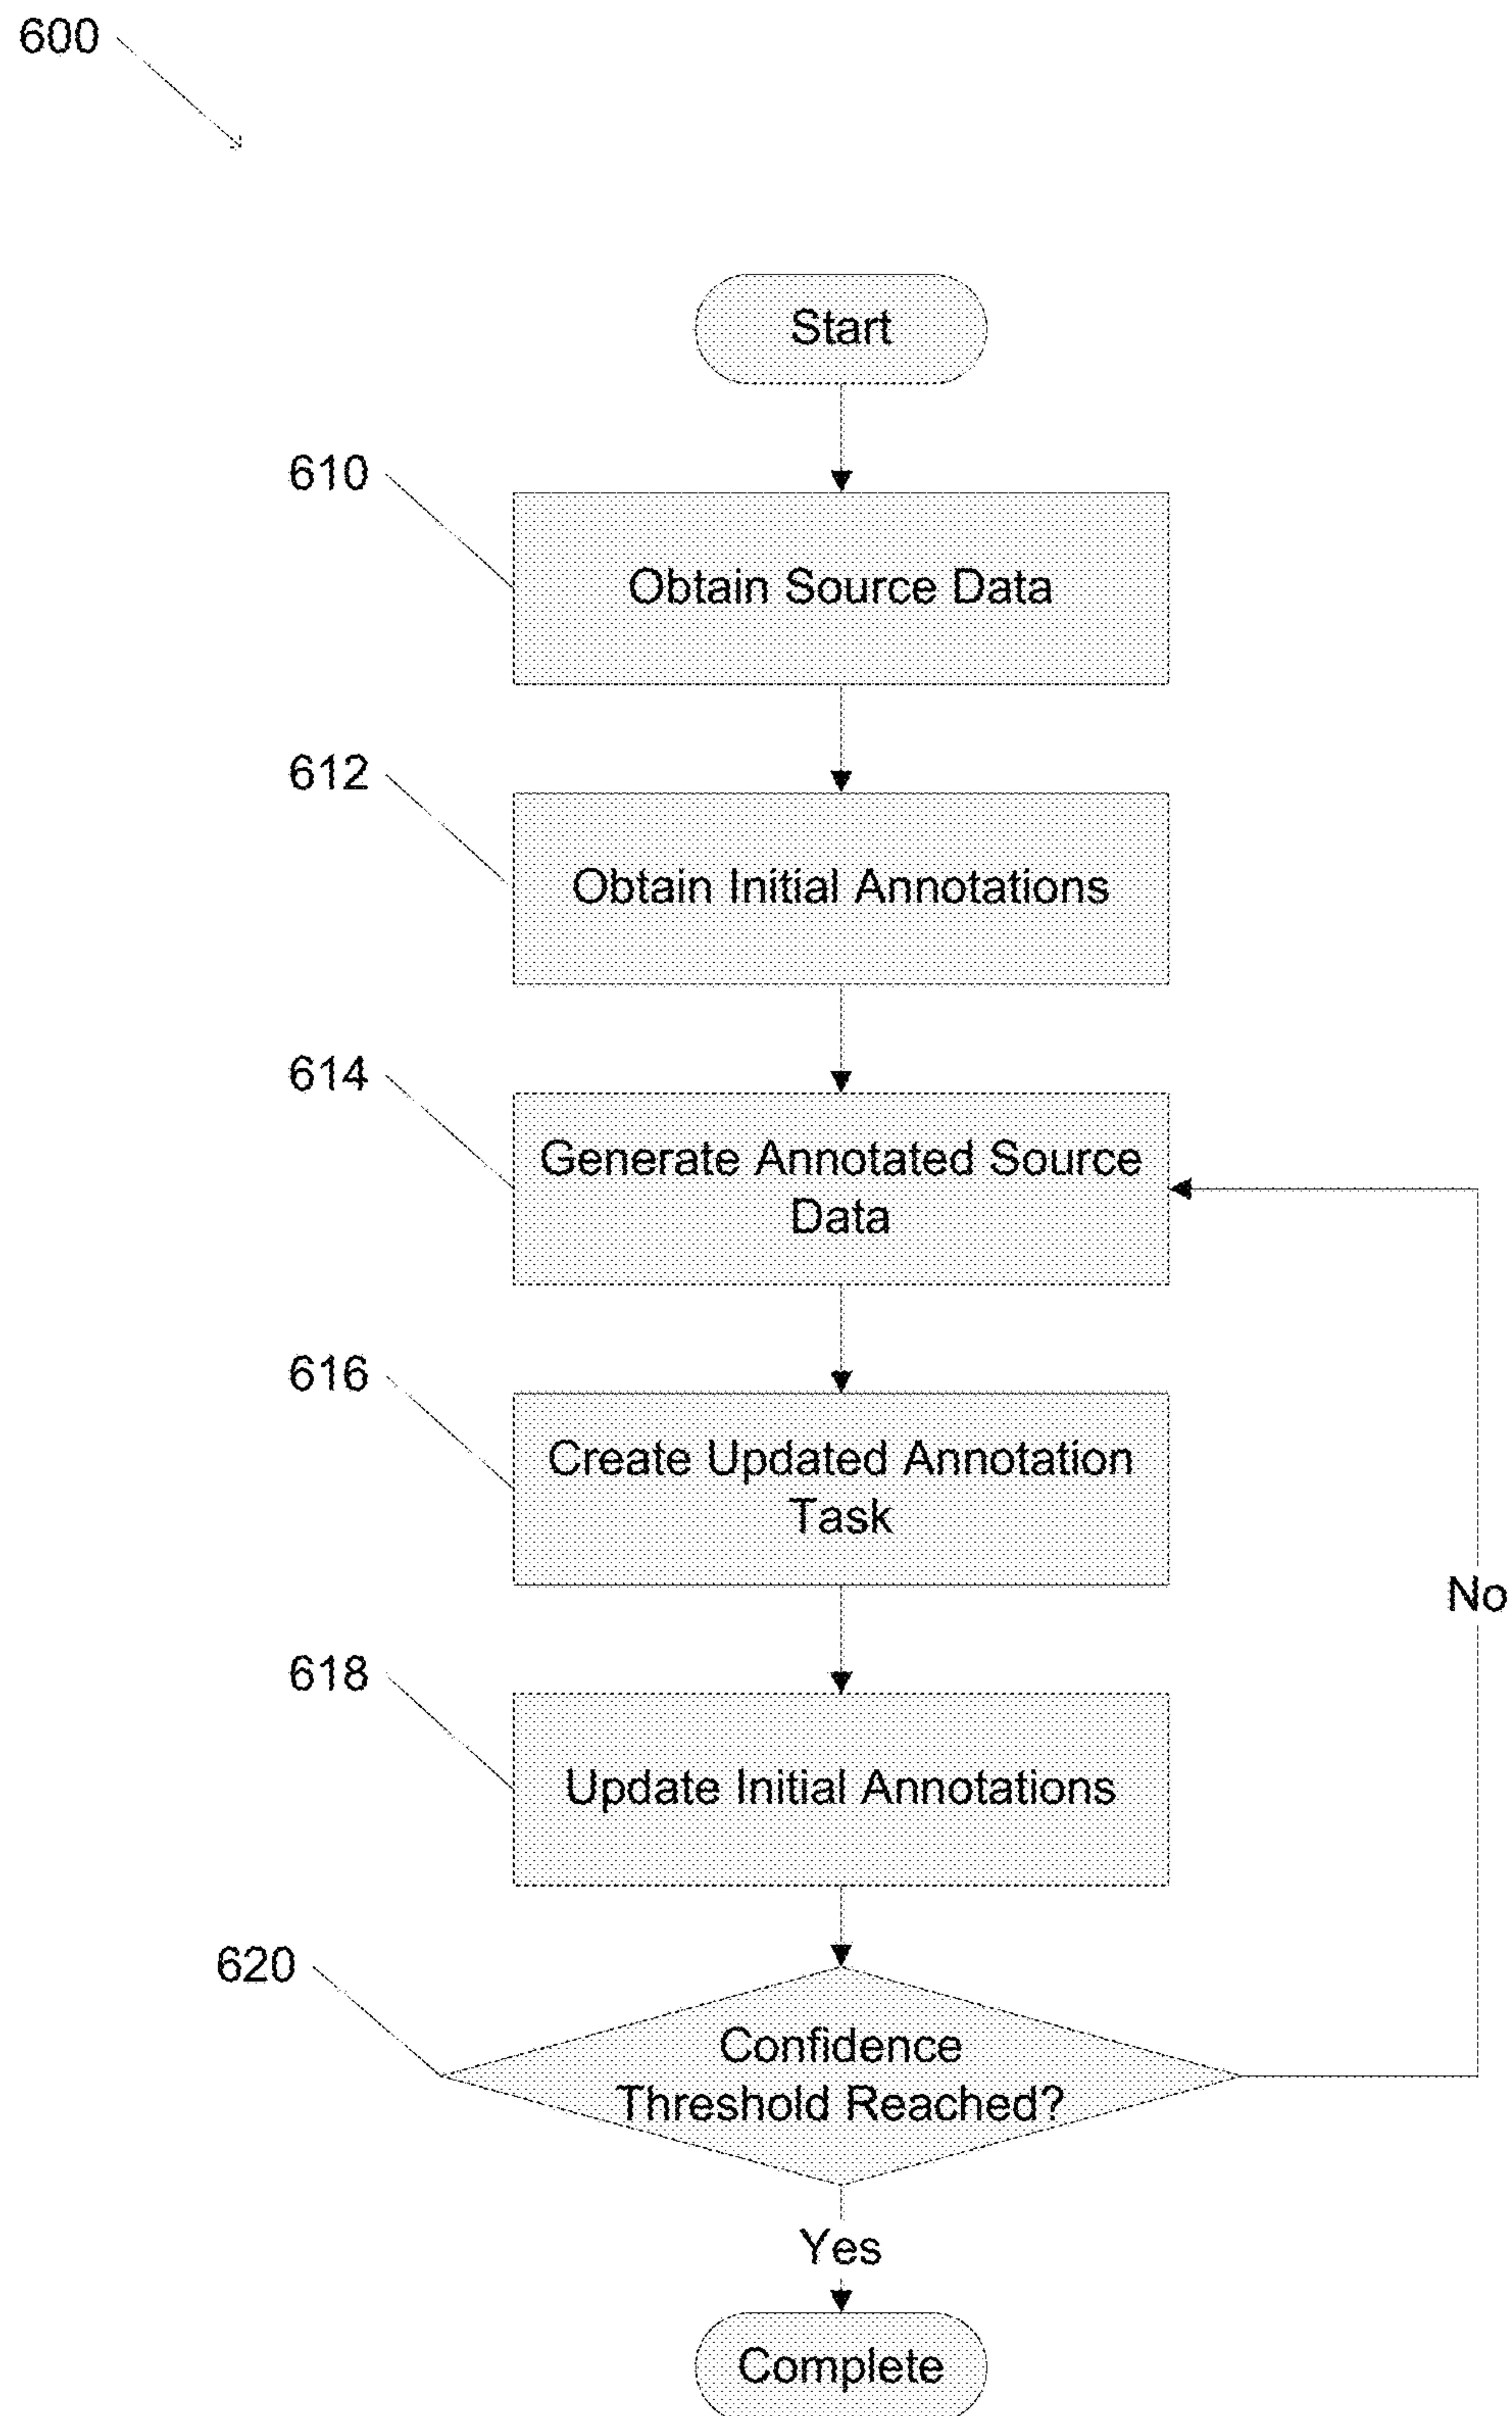 600
Start
610
Obtain Source Data
612
Obtain Initial Annotations
614
Generate Annotated Source
Data
616
Create Updated Annotation
Task
No
618
Update Initial Annotations
620
Confidence
Threshold Reached?
Yes
Complete